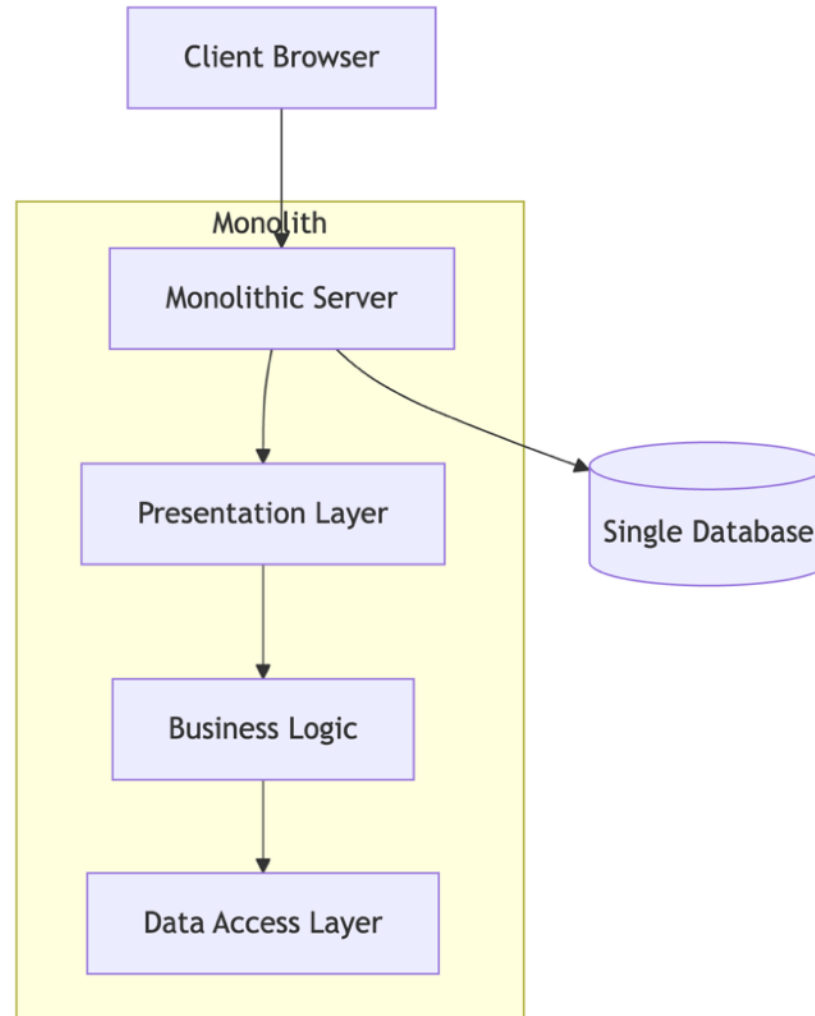 Client Browser
Monolith
Monolithic Server
Presentation Layer
Single Database
Business Logic
Data Access Layer